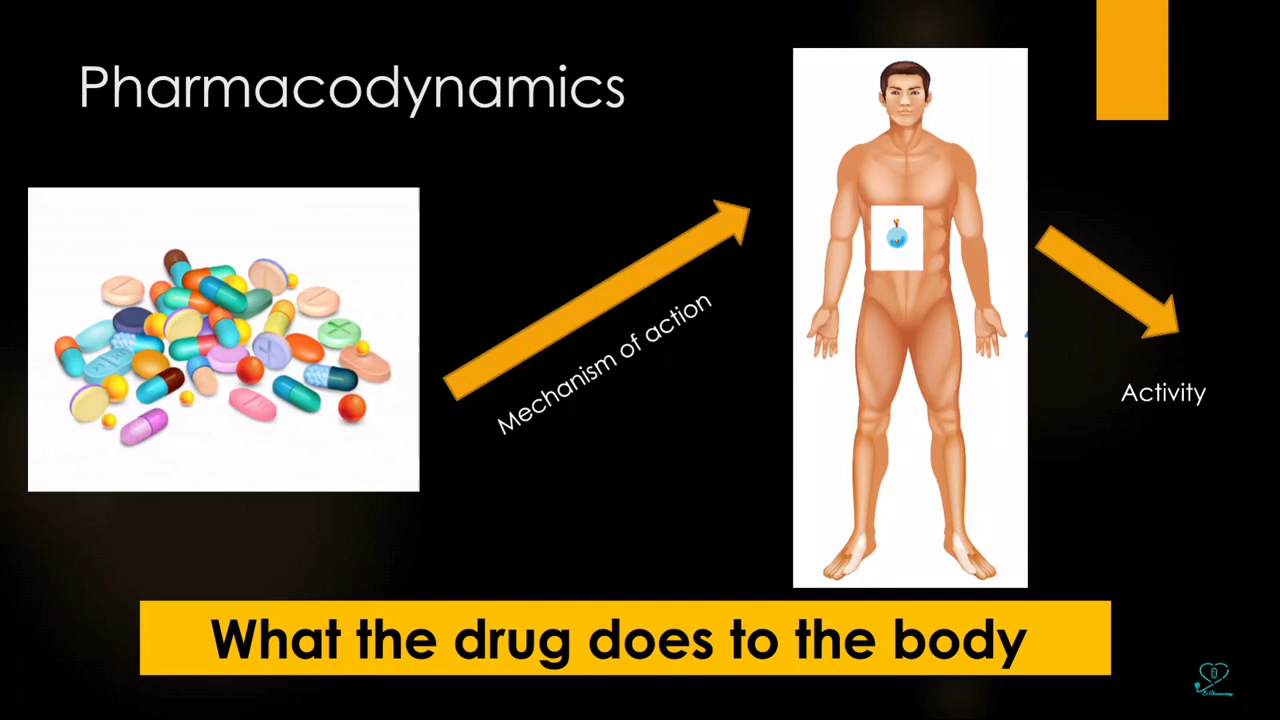 Pharmacodynamics
Mechanism of action
Activity
What the drug does to the body